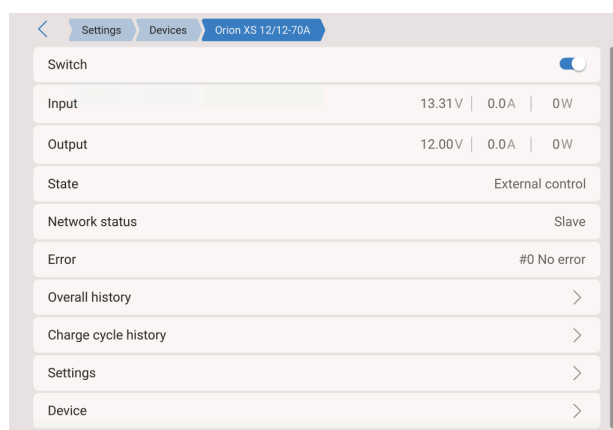 Settings Devices Orion XS 12/12-70A
Switch
Input 13.31V 0.0A 0W
Output 12.00V 0.0A 0W
State External control
Network status Slave
Error #0 No error
Overall history
Charge cycle history
Settings
Device